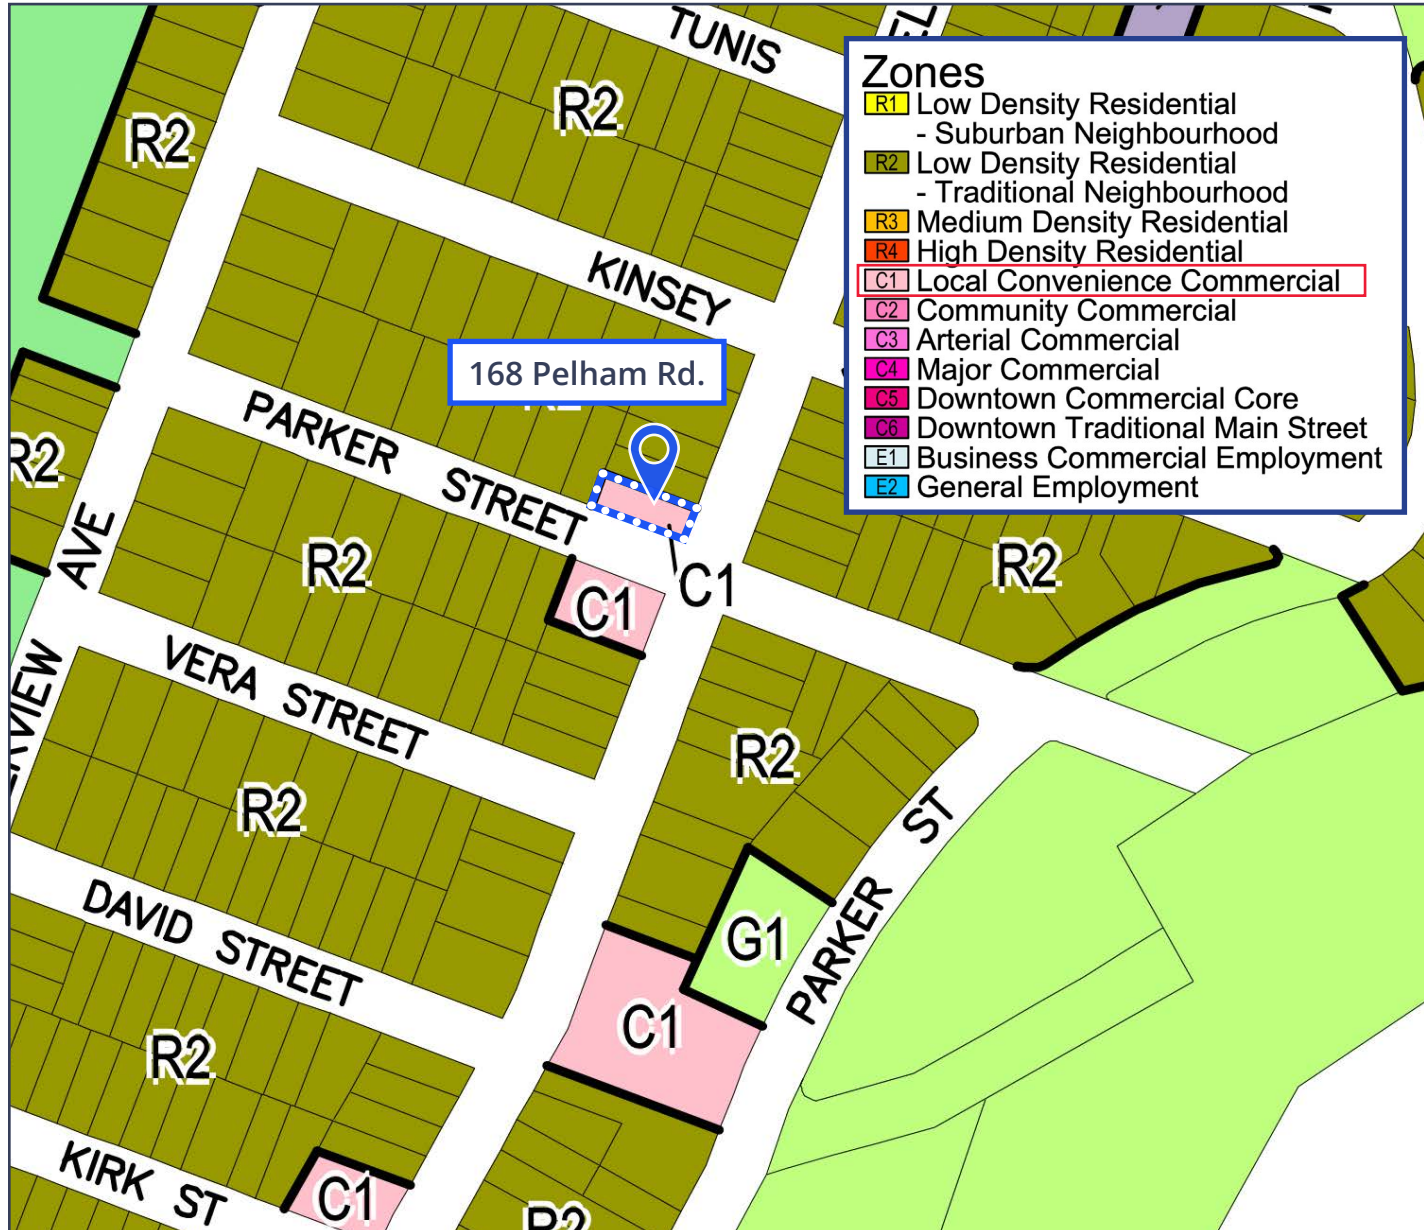 TUNIS
R2
R2
KINSEY
168 Pelham Rd.
PARKER STREET
R2
R2
AVE
C1
C1
R2
VERA STREET
R2
R2
DAVID STREET
G1
PARKER ST
C1
R2
KIRK ST
C1
R2
Zones
R1 Low Density Residential
- Suburban Neighbourhood
R2 Low Density Residential
- Traditional Neighbourhood
R3 Medium Density Residential
R4 High Density Residential
C1 Local Convenience Commercial
C2 Community Commercial
C3 Arterial Commercial
C4 Major Commercial
C5 Downtown Commercial Core
C6 Downtown Traditional Main Street
E1 Business Commercial Employment
E2 General Employment